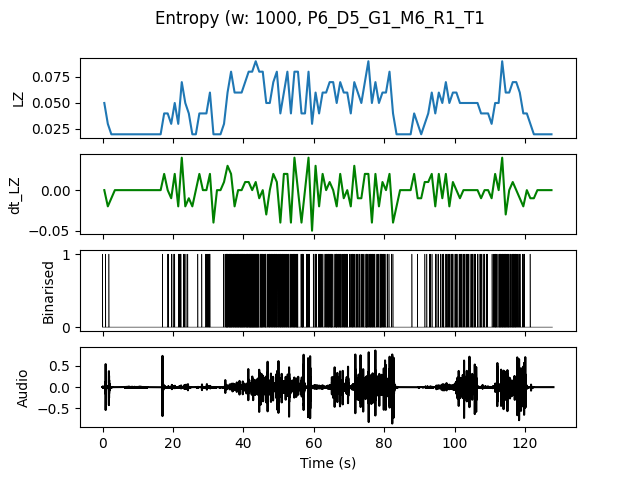 Entropy (w: 1000, P6_D5_G1_M6_R1_T1
LZ
0.075
0.050
0.025
dt_LZ
0.00
−0.05
Binarised
1
0
Audio
0.5
0.0
−0.5
0 20 40 60 80 100 120
Time (s)